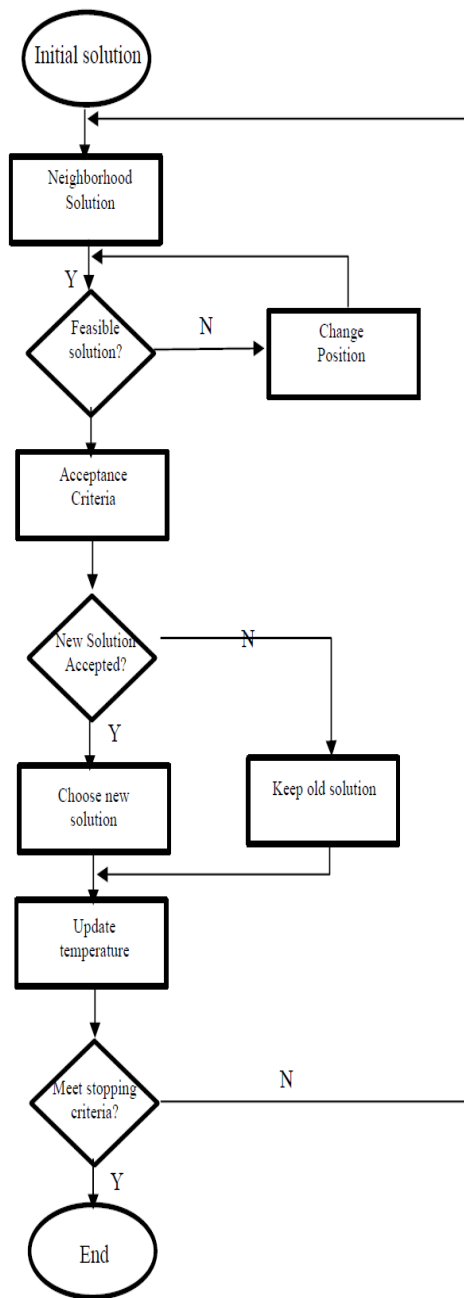 Initial solution
Neighborhood
Solution
Y
Feasible
solution?
N
Change
Position
Acceptance
Criteria
New Solution
Accepted?
N
Y
Choose new
solution
Keep old solution
Update
temperature
Meet stopping
criteria?
N
Y
End